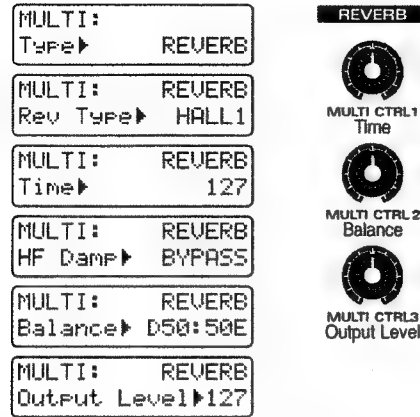 MULTI:
Type▶ REVERB
MULTI: REVERB
Rev Type▶ HALL1
MULTI: REVERB
Time▶ 127
MULTI: REVERB
HF Damp▶ BYPASS
MULTI: REVERB
Balance▶ D50:50E
MULTI: REVERB
Output Level▶127
REVERB
MULTI CTRL1
Time
MULTI CTRL2
Balance
MULTI CTRL3
Output Level